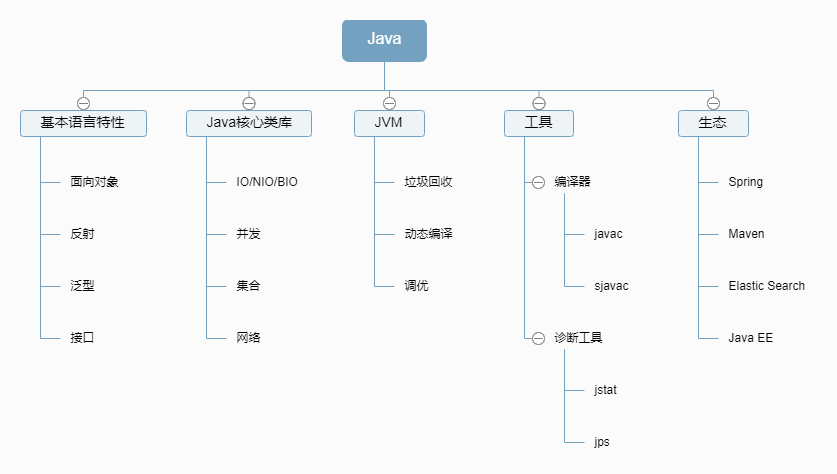 Java
基本语言特性
面向对象
反射
泛型
接口
Java核心类库
IO/NIO/BIO
并发
集合
网络
JVM
垃圾回收
动态编译
调优
工具
编译器
javac
sjavac
诊断工具
jstat
jps
生态
Spring
Maven
Elastic Search
Java EE